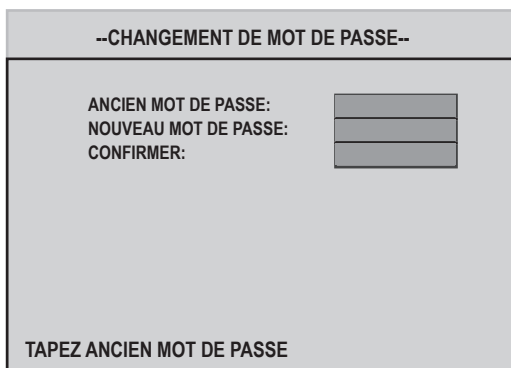 --CHANGEMENT DE MOT DE PASSE--
ANCIEN MOT DE PASSE:
NOUVEAU MOT DE PASSE:
CONFIRMER:
TAPEZ ANCIEN MOT DE PASSE